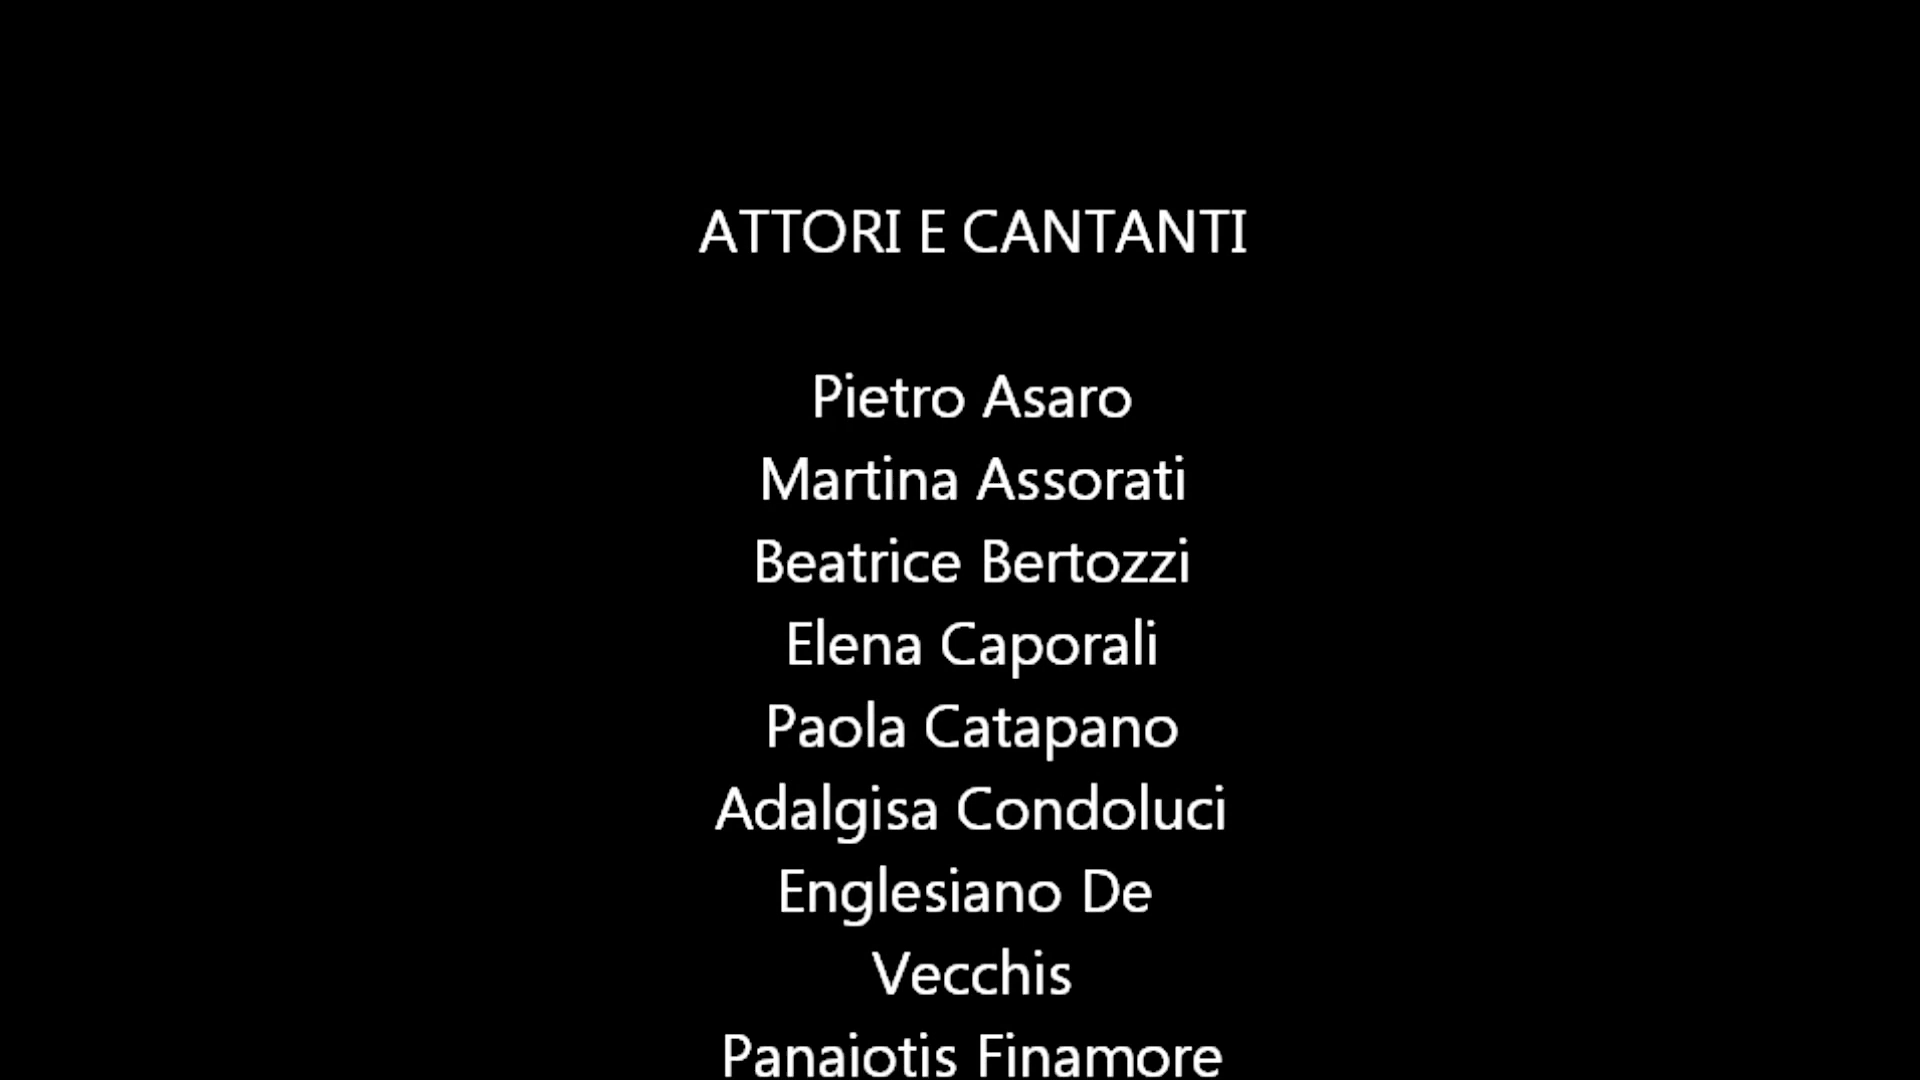 ATTORI E CANTANTI
Pietro Asaro
Martina Assorati
Beatrice Bertozzi
Elena Caporali
Paola Catapano
Adalgisa Condoluci
Englesiano De
Vecchis
Panaiotis Finamore